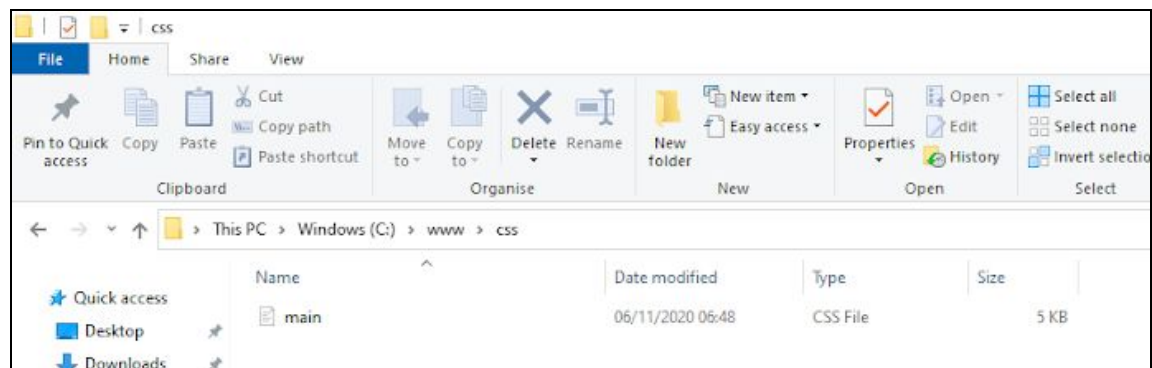 css
File Home Share View
Pin to Quick access
Copy
Paste
Cut
Copy path
Paste shortcut
Move to
Copy to
Delete
Rename
New folder
New item
Easy access
Properties
Open
Edit
History
Select all
Select none
Invert selectio
Clipboard Organise New Open Select
This PC > Windows (C:) > www > css
Name Date modified Type Size
Quick access
main 06/11/2020 06:48 CSS File 5 KB
Desktop
Downloads